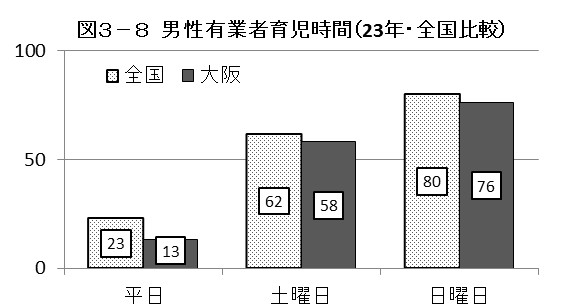 図３－８ 男性有業者育児時間(23年・全国比較)
100
全国 大阪
50
0
23 13 62 58 80 76
平日 土曜日 日曜日